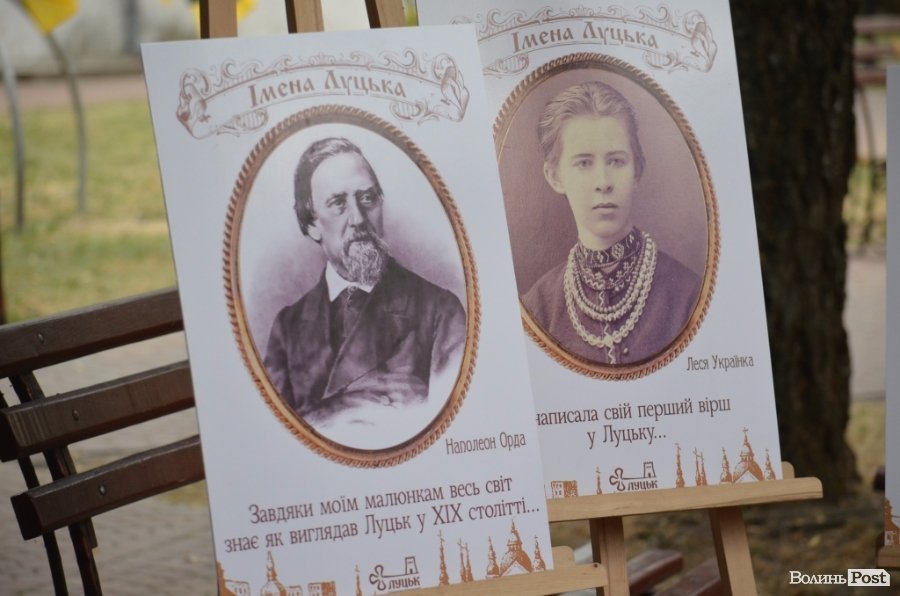 Імена Луцька
Наполеон Орда
Завдяки моїм малюнкам весь світ
знає як виглядав Луцьк у XIX столітті...
луцьк
Імена Луцька
Леся Українка
написала свій перший вірш
у Луцьку...
луцьк
Волинь Post